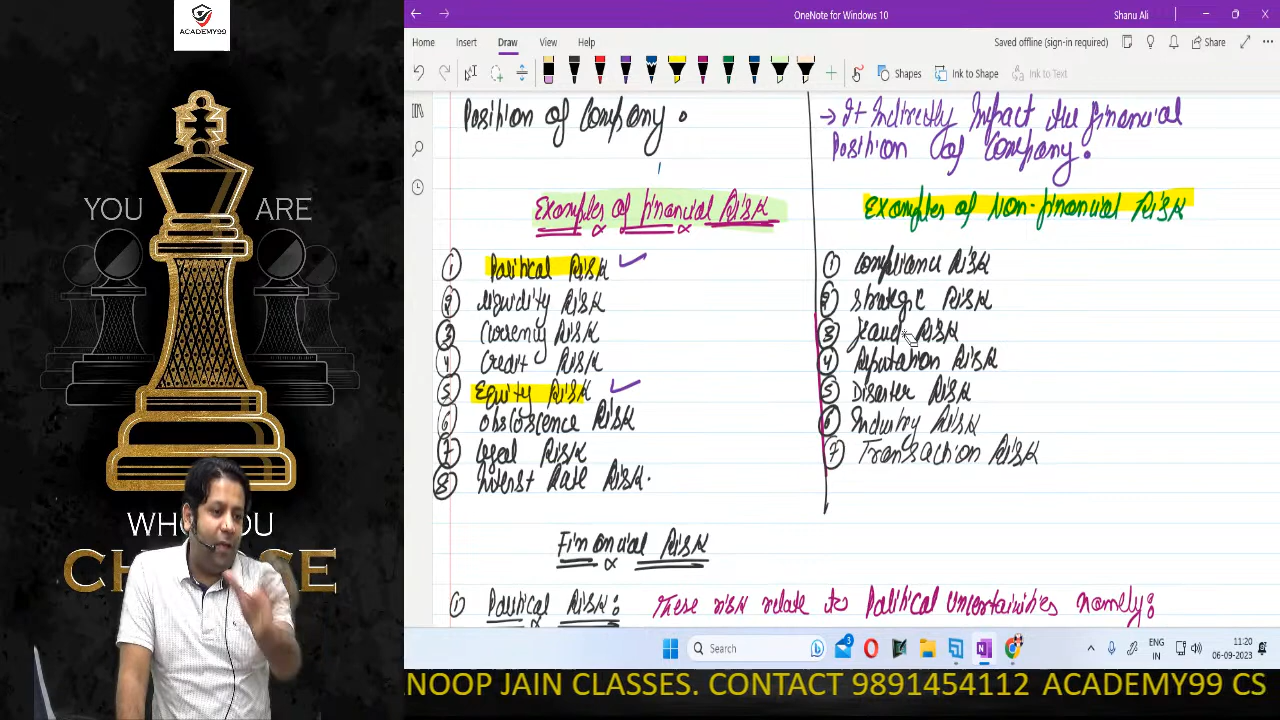 ACADEMY99
YOU ARE
WHO YOU
CH SE
OneNote for Windows 10
Shanu Ali
Home Insert Draw View Help
Saved offline (sign-in required)
Share
Shapes
Ink to Shape
Ink to Text
Position of Company.
Examples of Financial Risk
① Political Risk
② Liquidity Risk
③ Currency Risk
④ Credit Risk
⑤ Equity Risk
⑥ Risk
⑦ Legal Risk
⑧ Rate Risk.
→ It Indirectly Impact the financial
Position of Company.
Examples of Non-financial Risk
① Compliance Risk
② Risk
③ Risk
④ Reputation Risk
⑤ Disaster Risk
⑥ Industry Risk
⑦ Transaction Risk
Financial Risk
① Political Risk: These risk relate to Political Uncertainities namely:
Search
3
ENG
IN
11:20
06-09-2023
NOOP JAIN CLASSES. CONTACT 9891454112 ACADEMY99 CS